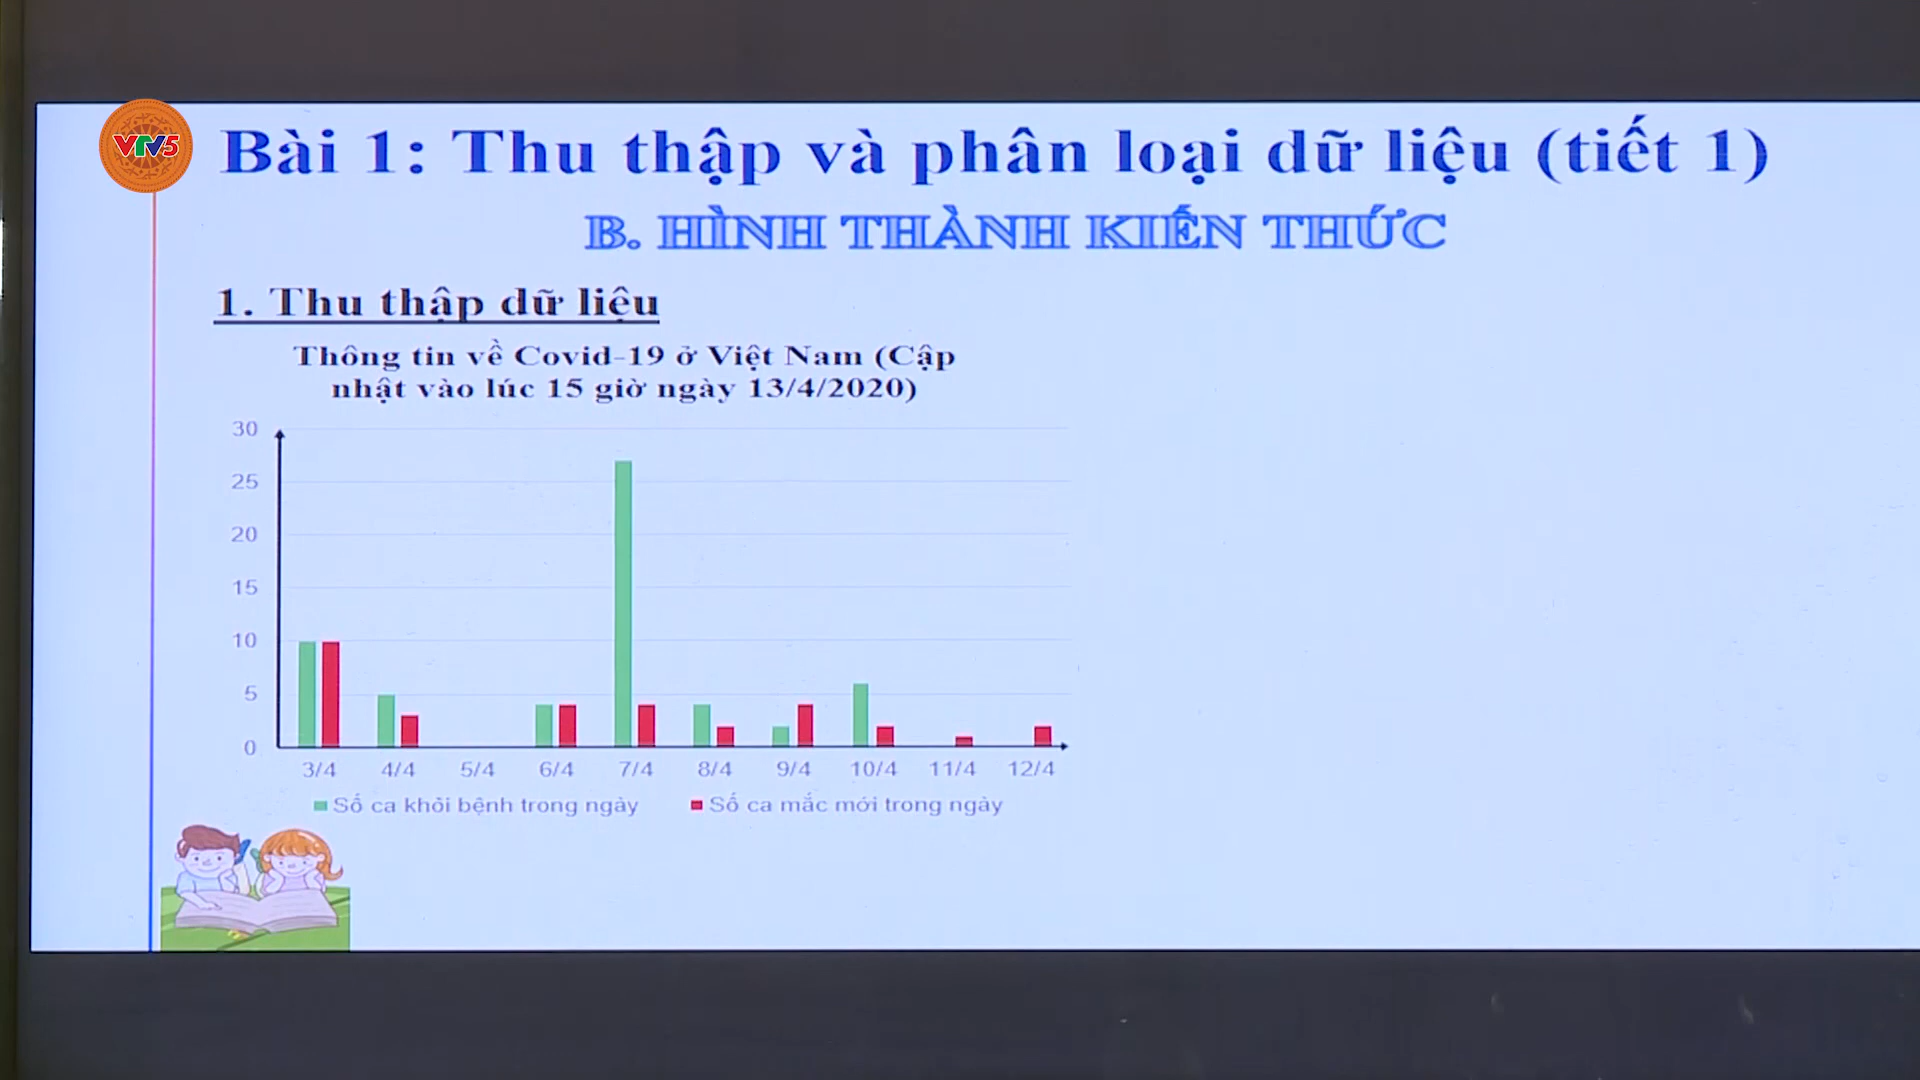 VTV5
Bài 1: Thu thập và phân loại dữ liệu (tiết 1)
B. HÌNH THÀNH KIẾN THỨC
1. Thu thập dữ liệu
Thông tin về Covid-19 ở Việt Nam (Cập
nhật vào lúc 15 giờ ngày 13/4/2020)
30
25
20
15
10
5
0
3/4 4/4 5/4 6/4 7/4 8/4 9/4 10/4 11/4 12/4
Số ca khỏi bệnh trong ngày Số ca mắc mới trong ngày